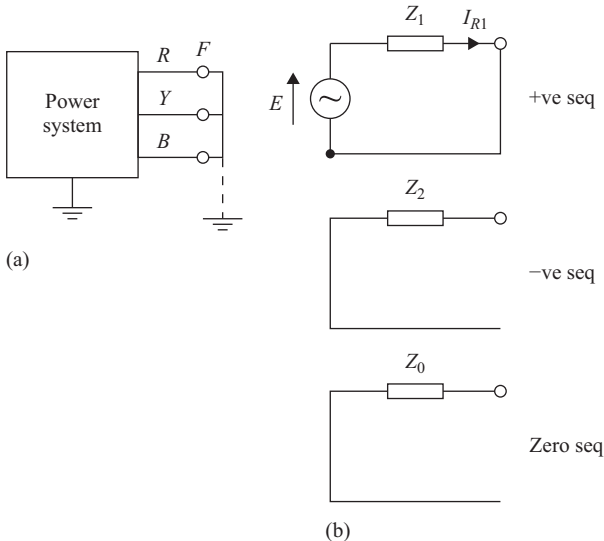 R F
Power system
Y
B
(a)
Z1 IR1
E
+ve seq
Z2
−ve seq
Z0
Zero seq
(b)